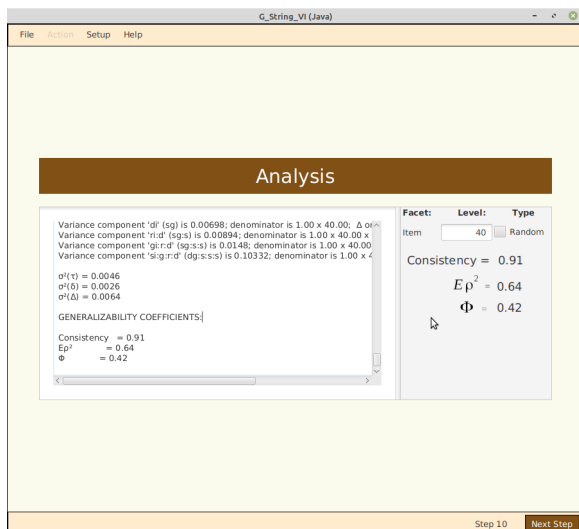 G_String_VI (Java)
File Action Setup Help
Analysis
Variance component 'di' (sg) is 0.00698; denominator is 1.00 x 40.00; Δ or
Variance component 'ri:d' (sg:s) is 0.00894; denominator is 1.00 x 40.00 x
Variance component 'gi:r:d' (sg:s:s) is 0.0148; denominator is 1.00 x 40.00
Variance component 'si:g:r:d' (dg:s:s:s) is 0.10332; denominator is 1.00 x 4
σ²(τ) = 0.0046
σ²(δ) = 0.0026
σ²(Δ) = 0.0064
GENERALIZABILITY COEFFICIENTS:
Consistency = 0.91
Eρ² = 0.64
Φ = 0.42
Facet: Level: Type
Item 40 Random
Consistency = 0.91
Eρ² = 0.64
Φ = 0.42
Step 10 Next Step